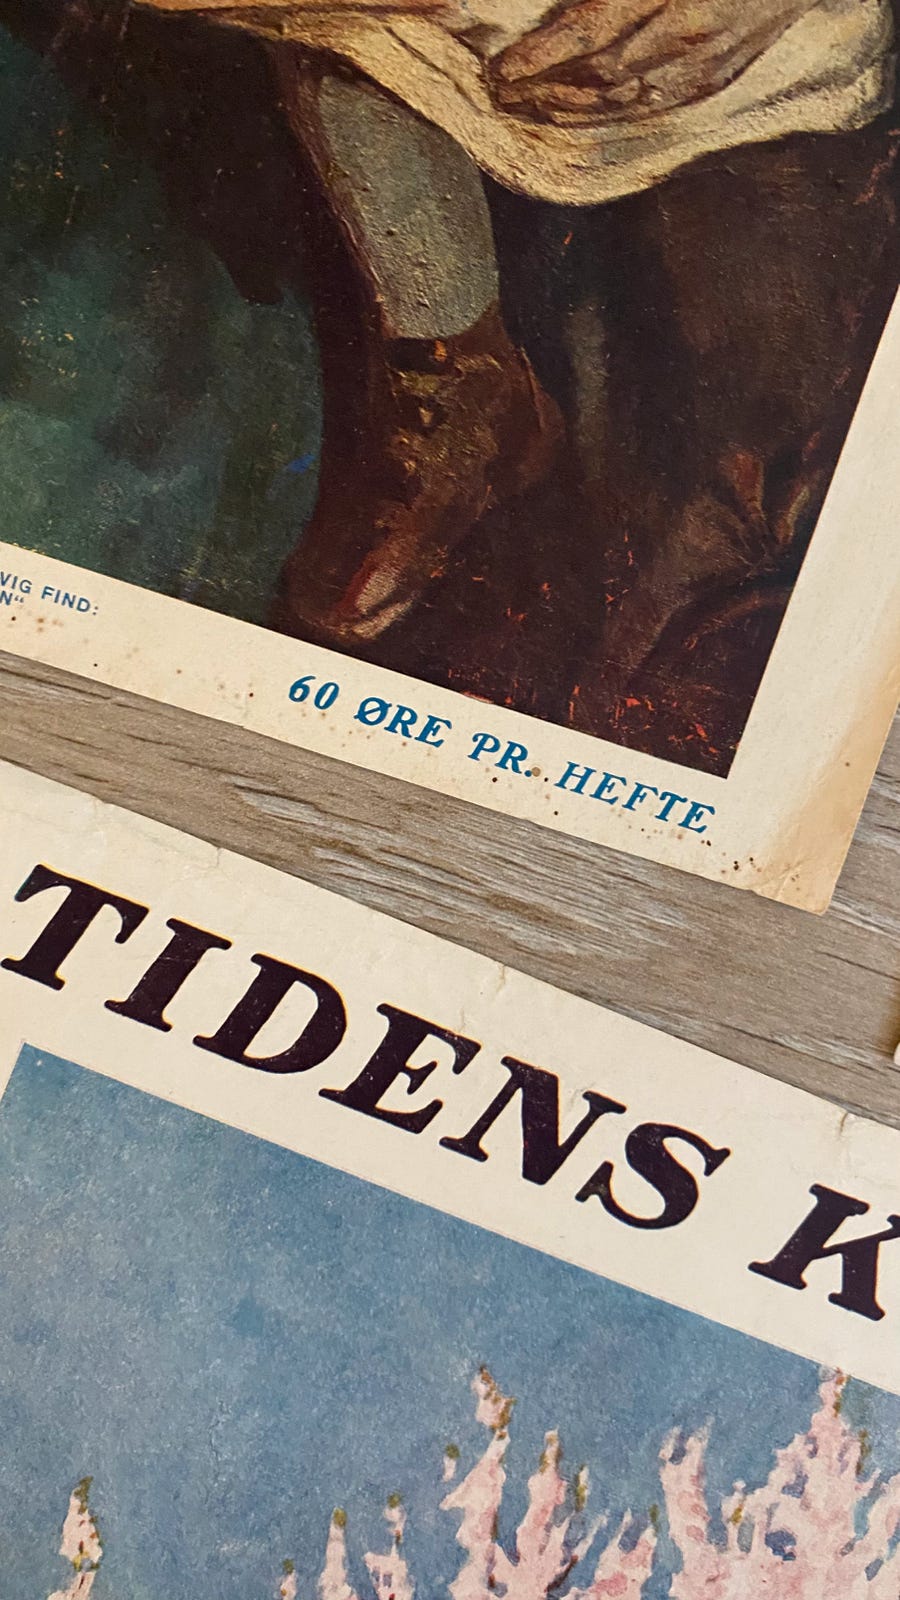 VIG FIND:
N“
60 ØRE PR. HEFTE
TIDENS K